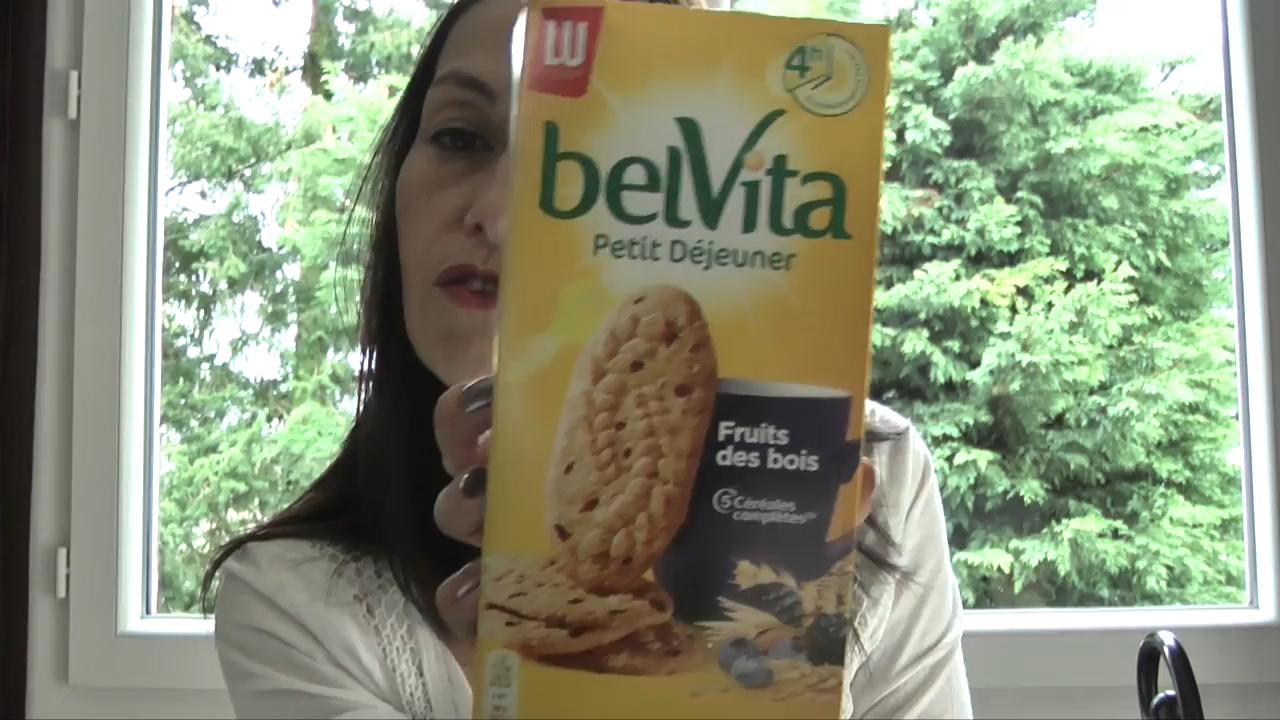 LU
4h
belVita
Petit Déjeuner
Fruits
des bois
5 Céréales
complètes